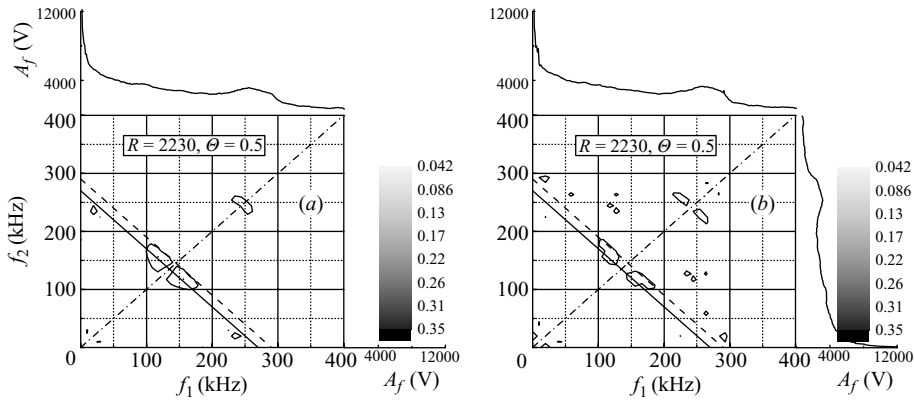 12000
A_f (V)
4000
400
R = 2230, Θ = 0.5
300
(a)
f_2 (kHz)
200
100
0
0.042
0.086
0.13
0.17
0.22
0.26
0.31
0.35
0 100 200 300 400
4000 12000
f_1 (kHz)
A_f (V)
12000
4000
400
R = 2230, Θ = 0.5
300
(b)
200
100
0
0.042
0.086
0.13
0.17
0.22
0.26
0.31
0.35
0 100 200 300 400
4000 12000
f_1 (kHz)
A_f (V)